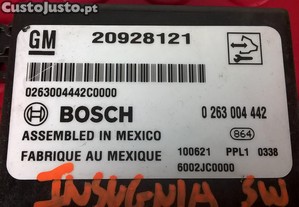 CustoJusto.pt
GM 20928121
0263004442C0000
BOSCH 0 263 004 442
ASSEMBLED IN MEXICO 864
FABRIQUE AU MEXIQUE 100621 PPL1 0338
6002JC0000
INSIGNIA SW